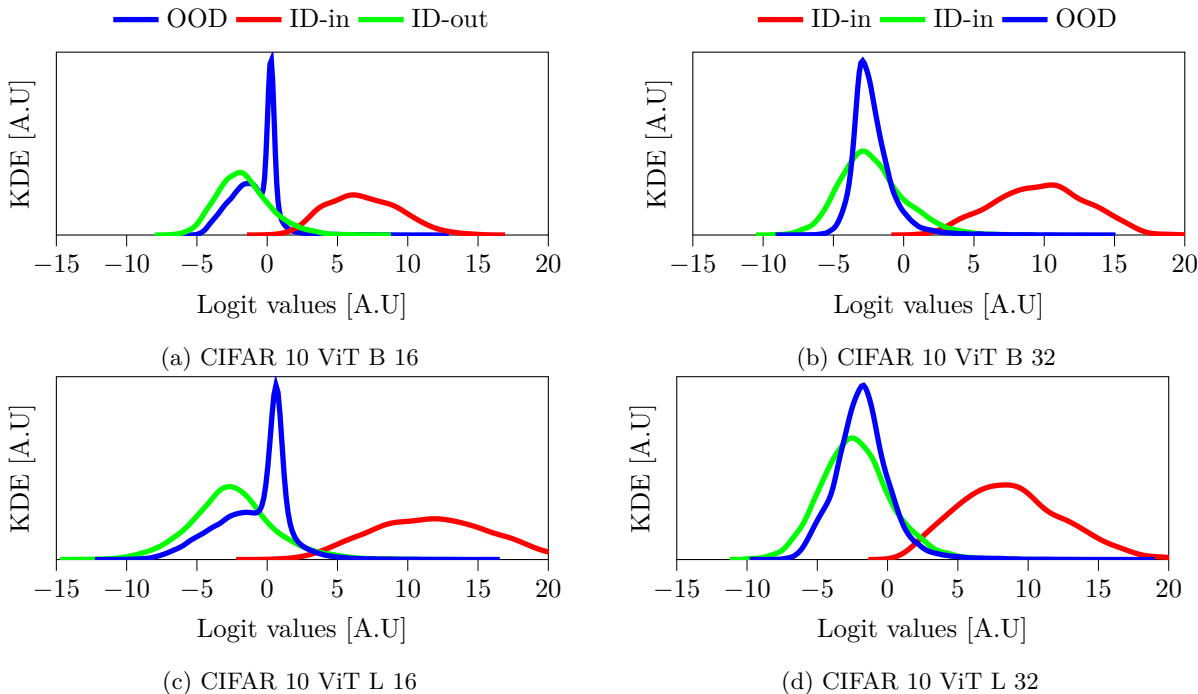 OOD ID-in ID-out
ID-in ID-in OOD
KDE [A.U]
−15 −10 −5 0 5 10 15 20
Logit values [A.U]
(a) CIFAR 10 ViT B 16
KDE [A.U]
−15 −10 −5 0 5 10 15 20
Logit values [A.U]
(b) CIFAR 10 ViT B 32
KDE [A.U]
−15 −10 −5 0 5 10 15 20
Logit values [A.U]
(c) CIFAR 10 ViT L 16
KDE [A.U]
−15 −10 −5 0 5 10 15 20
Logit values [A.U]
(d) CIFAR 10 ViT L 32